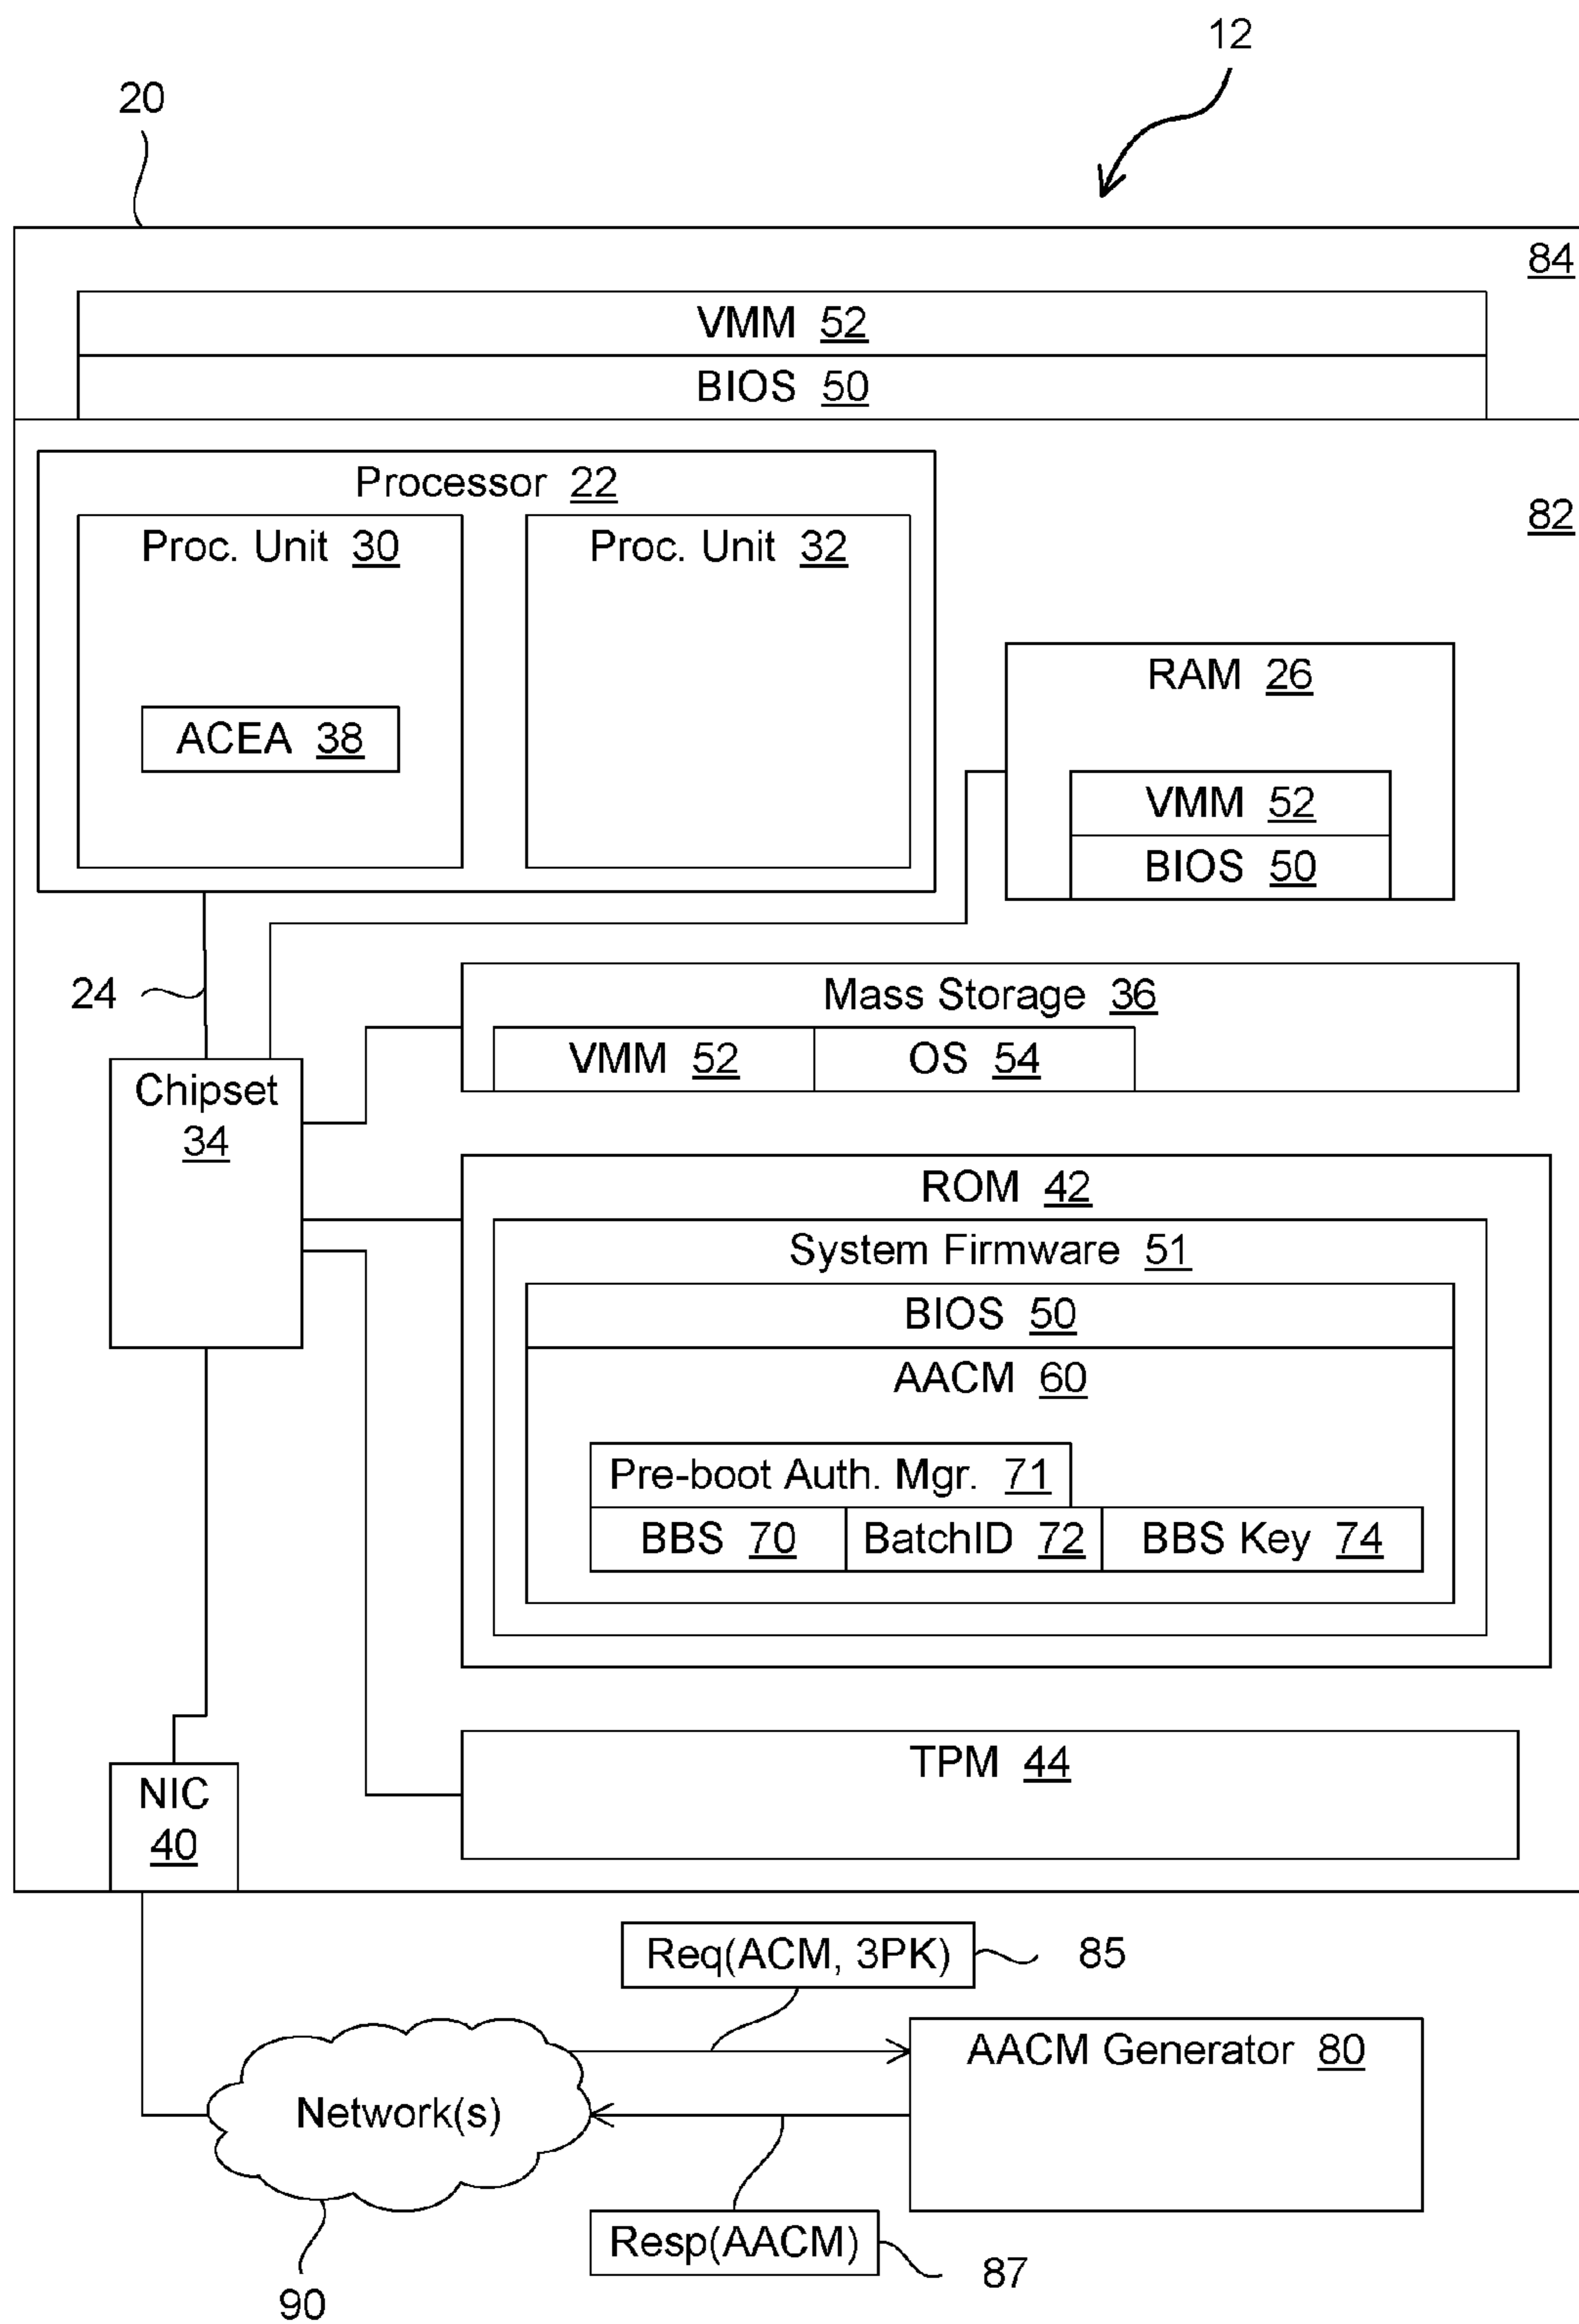 12
20
84
VMM 52
BIOS 50
Processor 22
82
Proc. Unit 30
Proc. Unit 32
ACEA 38
RAM 26
VMM 52
BIOS 50
24
Mass Storage 36
VMM 52
OS 54
Chipset
34
ROM 42
System Firmware 51
BIOS 50
AACM 60
Pre-boot Auth. Mgr. 71
BBS 70
BatchID 72
BBS Key 74
TPM 44
NIC
40
Req(ACM, 3PK)
85
AACM Generator 80
Network(s)
Resp(AACM)
87
90